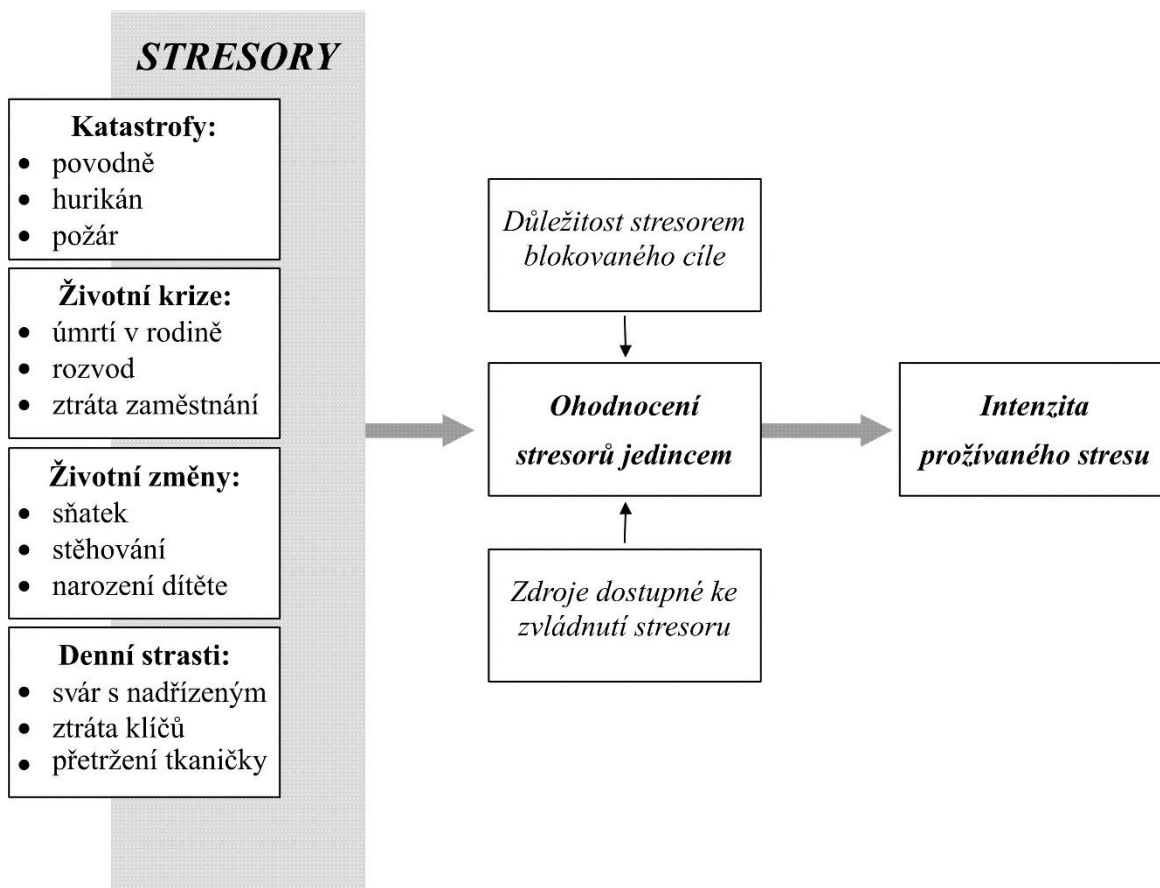 STRESORY
Katastrofy:
• povodně
• hurikán
• požár
Životní krize:
• úmrtí v rodině
• rozvod
• ztráta zaměstnání
Životní změny:
• sňatek
• stěhování
• narození dítěte
Denní strasti:
• svár s nadřízeným
• ztráta klíčů
• přetržení tkaničky
Důležitost stresorem
blokovaného cíle
Ohodnocení
stresorů jedincem
Zdroje dostupné ke
zvládnutí stresoru
Intenzita
prožívaného stresu